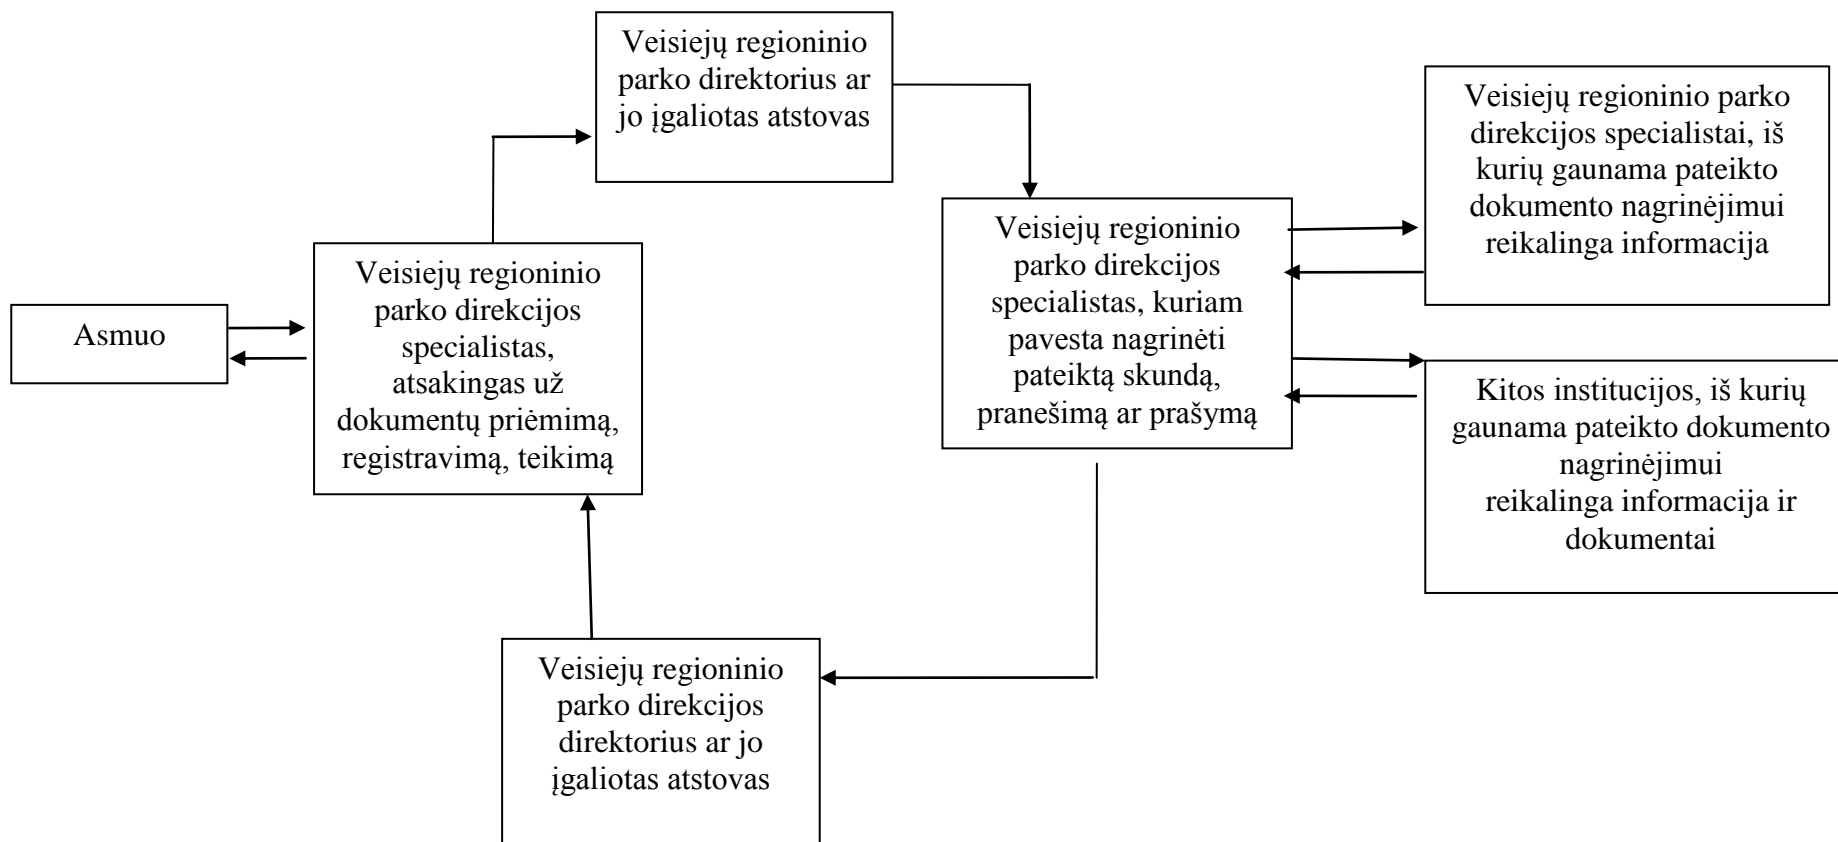 Veisiejų regioninio
parko direktorius ar
jo įgaliotas atstovas
Veisiejų regioninio parko
direkcijos specialistai, iš
kurių gaunama pateikto
dokumento nagrinėjimui
reikalinga informacija
Veisiejų regioninio
parko direkcijos
specialistas, kuriam
pavesta nagrinėti
pateiktą skundą,
pranešimą ar prašymą
Veisiejų regioninio
parko direkcijos
specialistas,
atsakingas už
dokumentų priėmimą,
registravimą, teikimą
Asmuo
Kitos institucijos, iš kurių
gaunama pateikto dokumento
nagrinėjimui
reikalinga informacija ir
dokumentai
Veisiejų regioninio
parko direkcijos
direktorius ar jo
įgaliotas atstovas